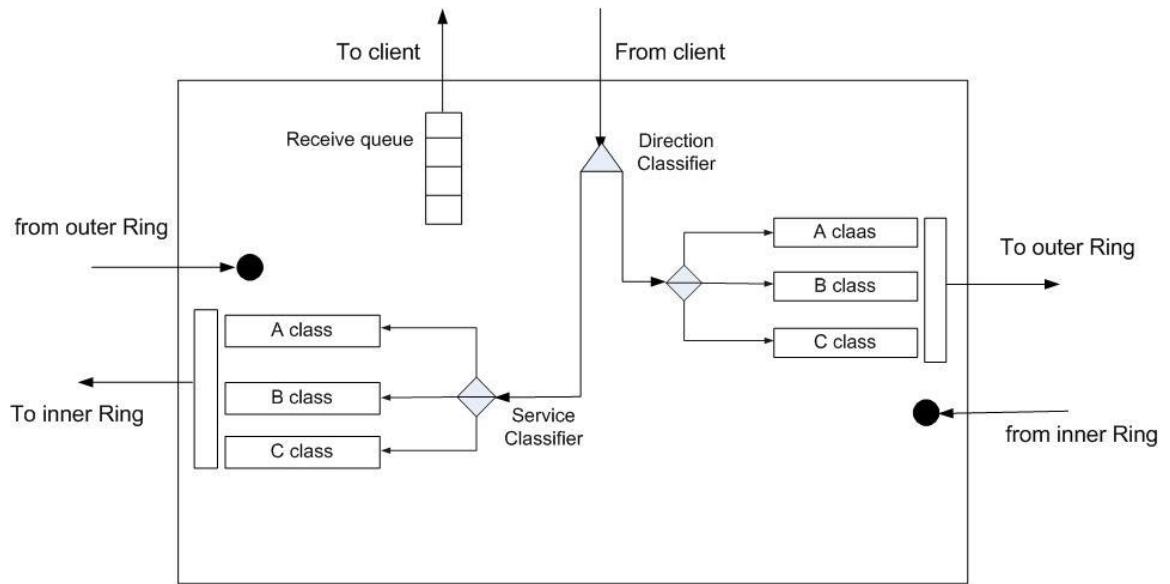 To client
From client
Receive queue
Direction
Classifier
from outer Ring
A claas
To outer Ring
B class
C class
A class
B class
C class
To inner Ring
Service
Classifier
from inner Ring